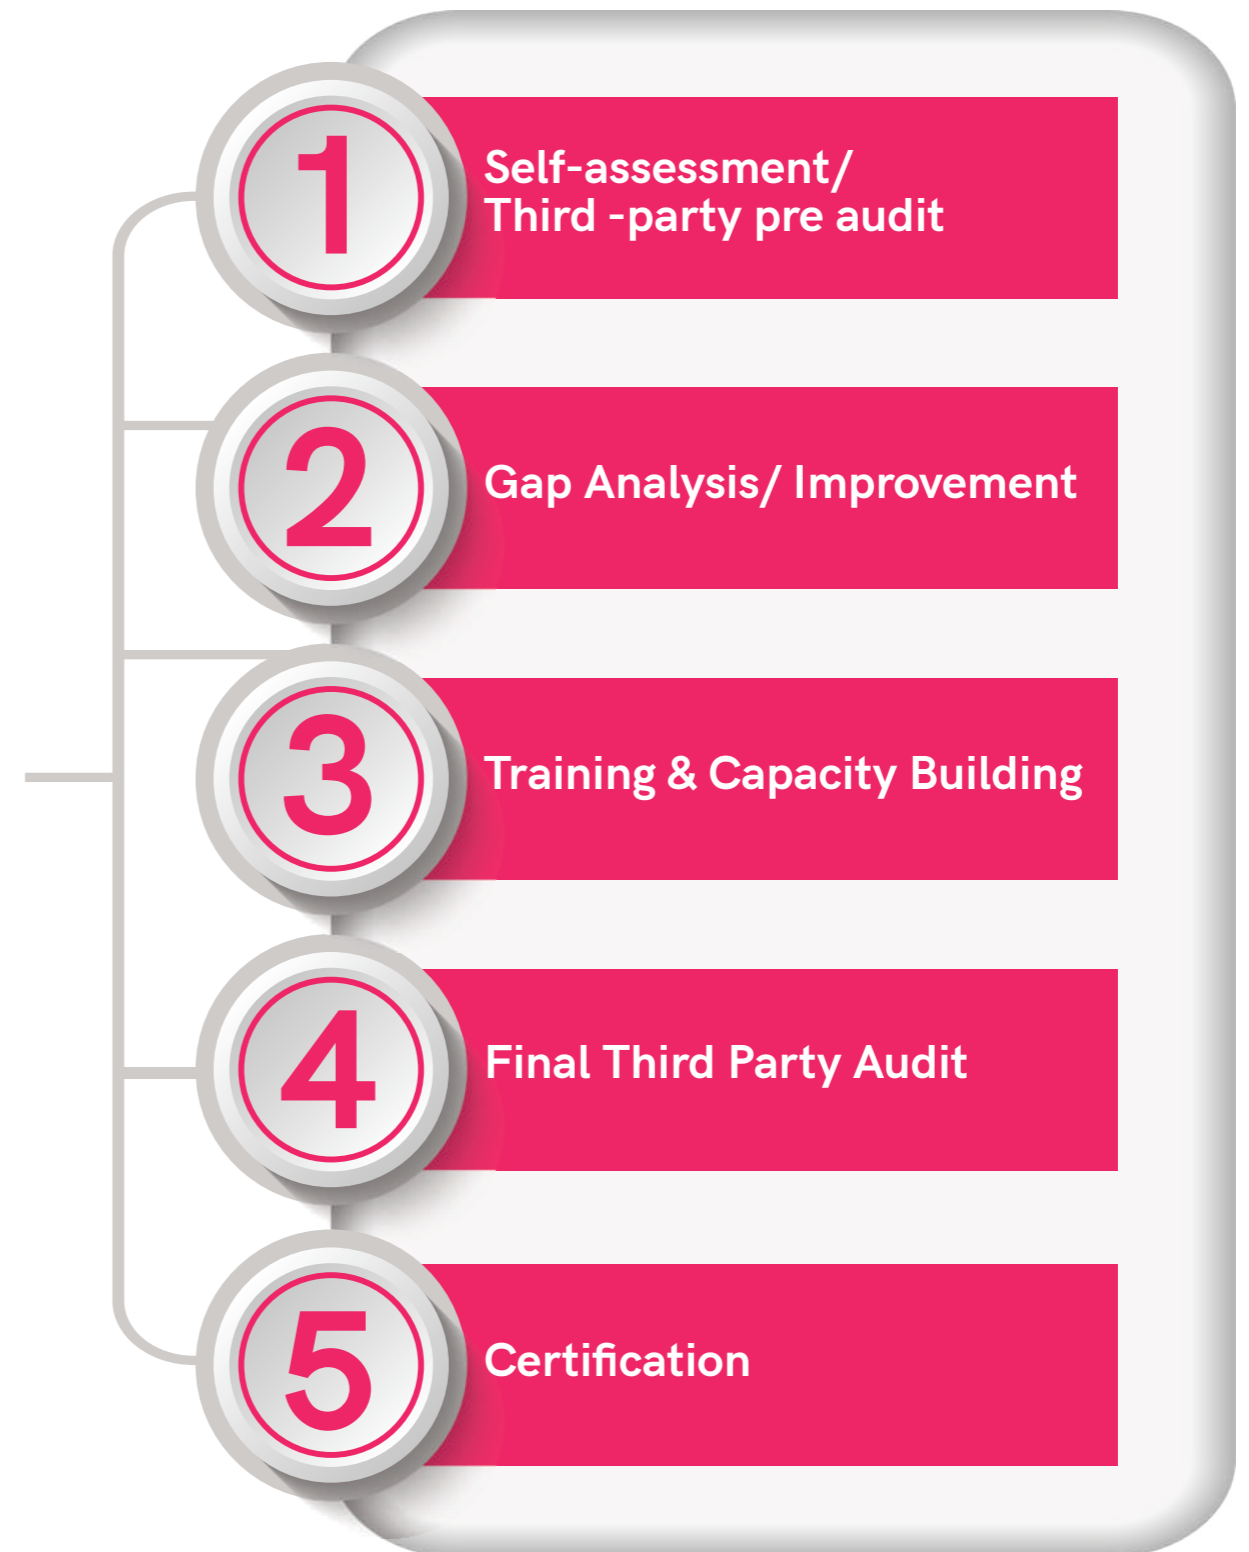 1
Self-assessment/
Third -party pre audit
2
Gap Analysis/ Improvement
3
Training & Capacity Building
4
Final Third Party Audit
5
Certification